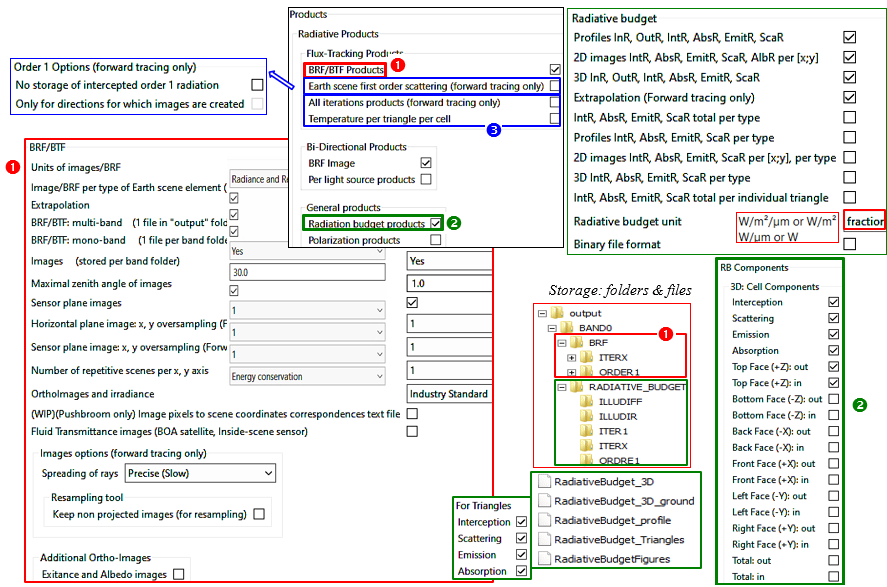 Products
Radiative Products
Flux-Tracking Products
BRF/BTF Products
1
Earth scene first order scattering (forward tracing only)
All iterations products (forward tracing only)
Temperature per triangle per cell
3
Bi-Directional Products
BRF Image
Per light source products
General products
Radiation budget products
2
Polarization products
Order 1 Options (forward tracing only)
No storage of intercepted order 1 radiation
Only for directions for which images are created
Radiative budget
Profiles InR, OutR, IntR, AbsR, EmitR, ScaR
2D images IntR, AbsR, EmitR, ScaR, AlbR per [x;y]
3D InR, OutR, IntR, AbsR, EmitR, ScaR
Extrapolation (Forward tracing only)
IntR, AbsR, EmitR, ScaR total per type
Profiles IntR, AbsR, EmitR, ScaR per type
2D images IntR, AbsR, EmitR, ScaR per [x;y], per type
3D IntR, AbsR, EmitR, ScaR per type
IntR, AbsR, EmitR, ScaR total per individual triangle
Radiative budget unit
W/m²/µm or W/m²
W/µm or W
fraction
Binary file format
1
BRF/BTF
Units of images/BRF
Radiance and Re
Image/BRF per type of Earth scene element (
Extrapolation
BRF/BTF: multi-band (1 file in "output" fold
BRF/BTF: mono-band (1 file per band folde
Images (stored per band folder)
Yes
Yes
Maximal zenith angle of images
30.0
1.0
Sensor plane images
Horizontal plane image: x, y oversampling (F
1
1
Sensor plane image: x, y oversampling (Forw
1
1
Number of repetitive scenes per x, y axis
1
1
OrthoImages and irradiance
Energy conservation
Industry Standard
(WIP)(Pushbroom only) Image pixels to scene coordinates correspondences text file
Fluid Transmittance images (BOA satellite, Inside-scene sensor)
Images options (forward tracing only)
Spreading of rays
Precise (Slow)
Resampling tool
Keep non projected images (for resampling)
Additional Ortho-Images
Exitance and Albedo images
Storage: folders & files
output
BAND0
1
BRF
ITERX
ORDER1
RADIATIVE_BUDGET
ILLUDIFF
ILLUDIR
ITER1
ITERX
ORDRE1
RadiativeBudget_3D
RadiativeBudget_3D_ground
RadiativeBudget_profile
RadiativeBudget_Triangles
RadiativeBudgetFigures
For Triangles
Interception
Scattering
Emission
Absorption
RB Components
3D: Cell Components
Interception
Scattering
Emission
Absorption
Top Face (+Z): out
Top Face (+Z): in
Bottom Face (-Z): out
Bottom Face (-Z): in
Back Face (-X): out
Back Face (-X): in
Front Face (+X): out
Front Face (+X): in
Left Face (-Y): out
Left Face (-Y): in
Right Face (+Y): out
Right Face (+Y): in
Total: out
Total: in
2